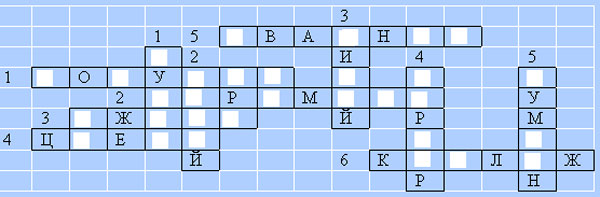 3
1 5 В А Н
2 И 4 5
1 О У
2 Р М У
3 Ж Й Р М
4 Ц Е
Й 6 К Л Ж
Р Н